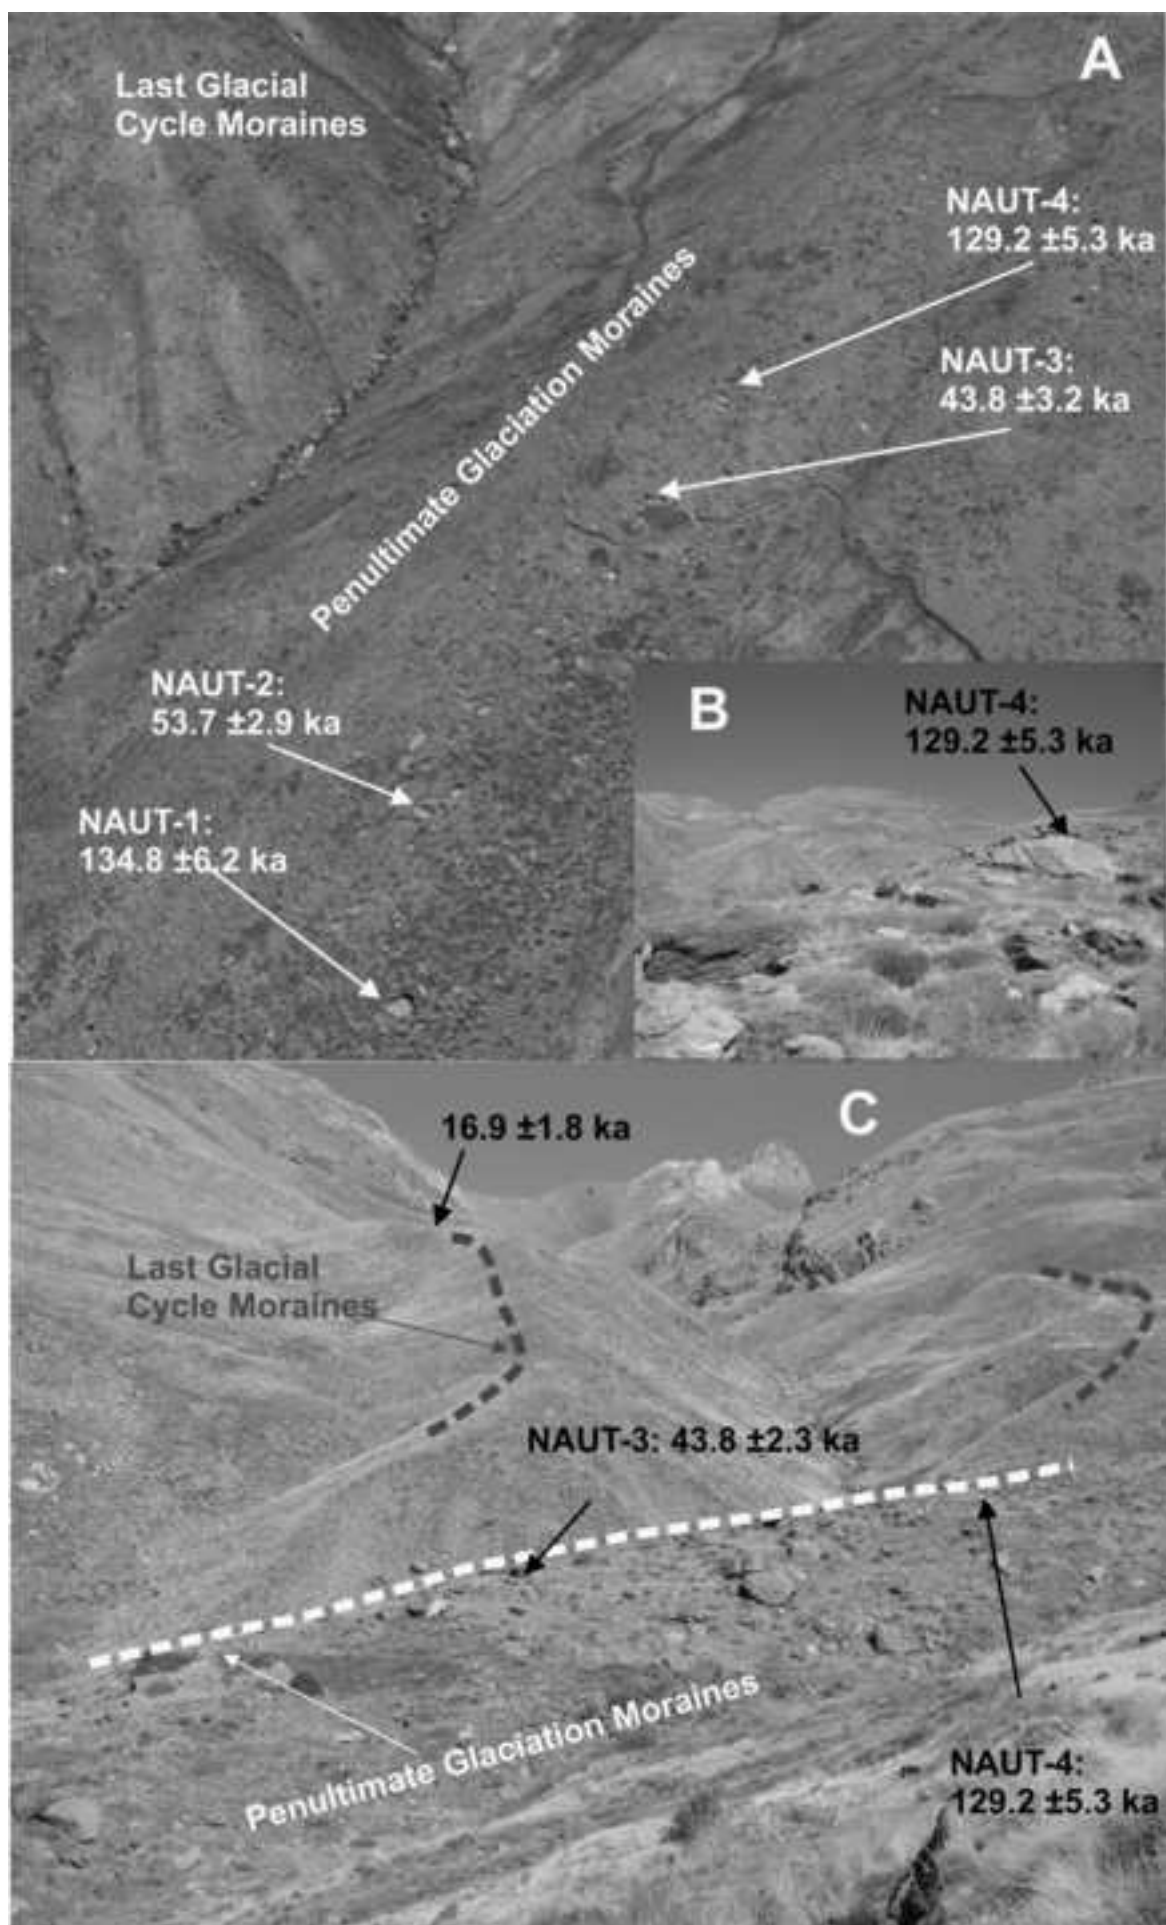 A
Last Glacial
Cycle Moraines
NAUT-4:
129.2 ±5.3 ka
Penultimate Glaciation Moraines
NAUT-3:
43.8 ±3.2 ka
NAUT-2:
53.7 ±2.9 ka
NAUT-1:
134.8 ±6.2 ka
B
NAUT-4:
129.2 ±5.3 ka
C
16.9 ±1.8 ka
Last Glacial
Cycle Moraines
NAUT-3: 43.8 ±2.3 ka
Penultimate Glaciation Moraines
NAUT-4:
129.2 ±5.3 ka